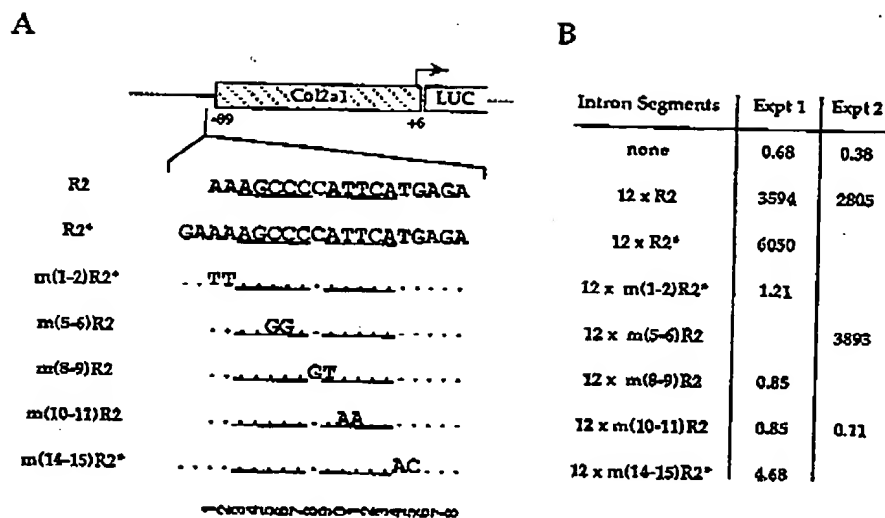 A
Col2a1
LUC
-89
+6
R2 AAAGCCCCATTCATGAGA
R2* GAAAAGCCCCATTCATGAGA
m(1-2)R2* TT
m(5-6)R2 GG
m(8-9)R2 GT
m(10-11)R2 AA
m(14-15)R2* AC
B
Intron Segments Expt 1 Expt 2
none 0.68 0.38
12 x R2 3594 2805
12 x R2* 6050
12 x m(1-2)R2* 1.21
12 x m(5-6)R2 3893
12 x m(8-9)R2 0.85
12 x m(10-11)R2 0.85 0.71
12 x m(14-15)R2* 4.68